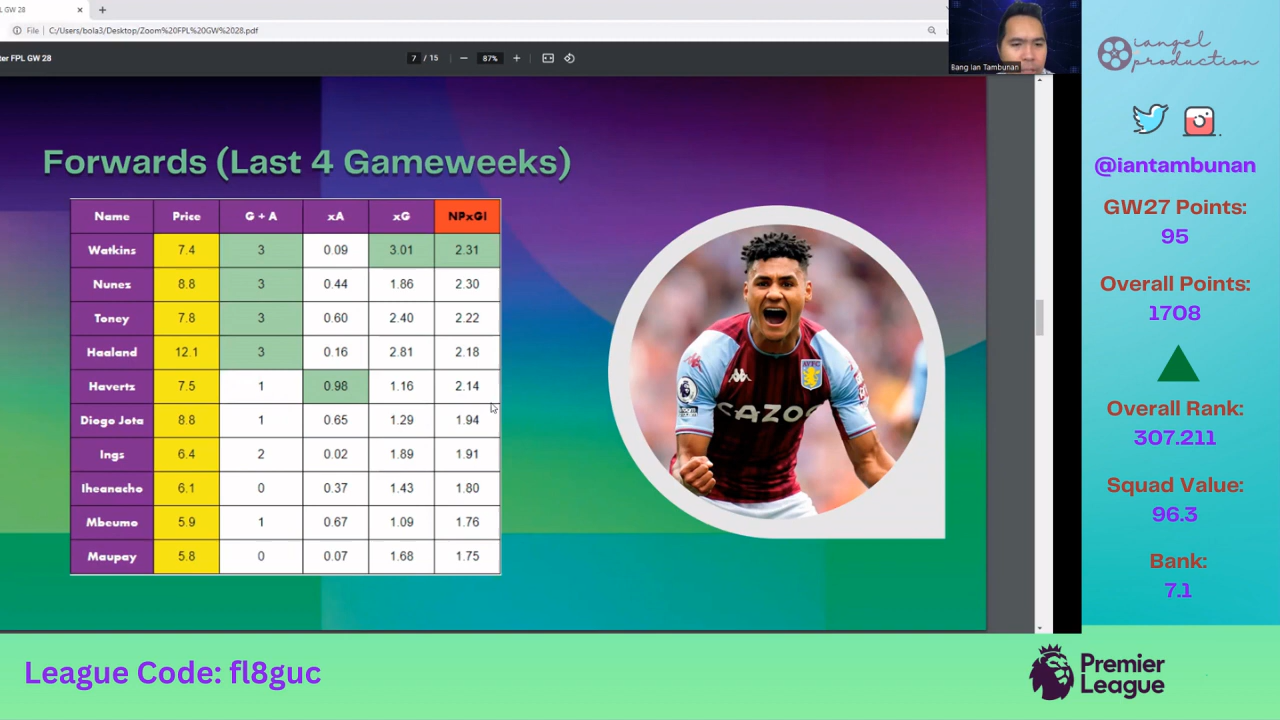 GW 28
File
C:/Users/bola3/Desktop/Zoom%20FPL%20GW%2028.pdf
ter FPL GW 28
7 / 15
87%
Bang Ian Tambunan
iangel
production
Forwards (Last 4 Gameweeks)
Name Price G + A xA xG NPxGI
Watkins 7.4 3 0.09 3.01 2.31
Nunez 8.8 3 0.44 1.86 2.30
Toney 7.8 3 0.60 2.40 2.22
Haaland 12.1 3 0.16 2.81 2.18
Havertz 7.5 1 0.98 1.16 2.14
Diogo Jota 8.8 1 0.65 1.29 1.94
Ings 6.4 2 0.02 1.89 1.91
Iheanacho 6.1 0 0.37 1.43 1.80
Mbeumo 5.9 1 0.67 1.09 1.76
Maupay 5.8 0 0.07 1.68 1.75
AVFC
CAZOO
@iantambunan
GW27 Points:
95
Overall Points:
1708
Overall Rank:
307.211
Squad Value:
96.3
Bank:
7.1
League Code: fl8guc
Premier
League